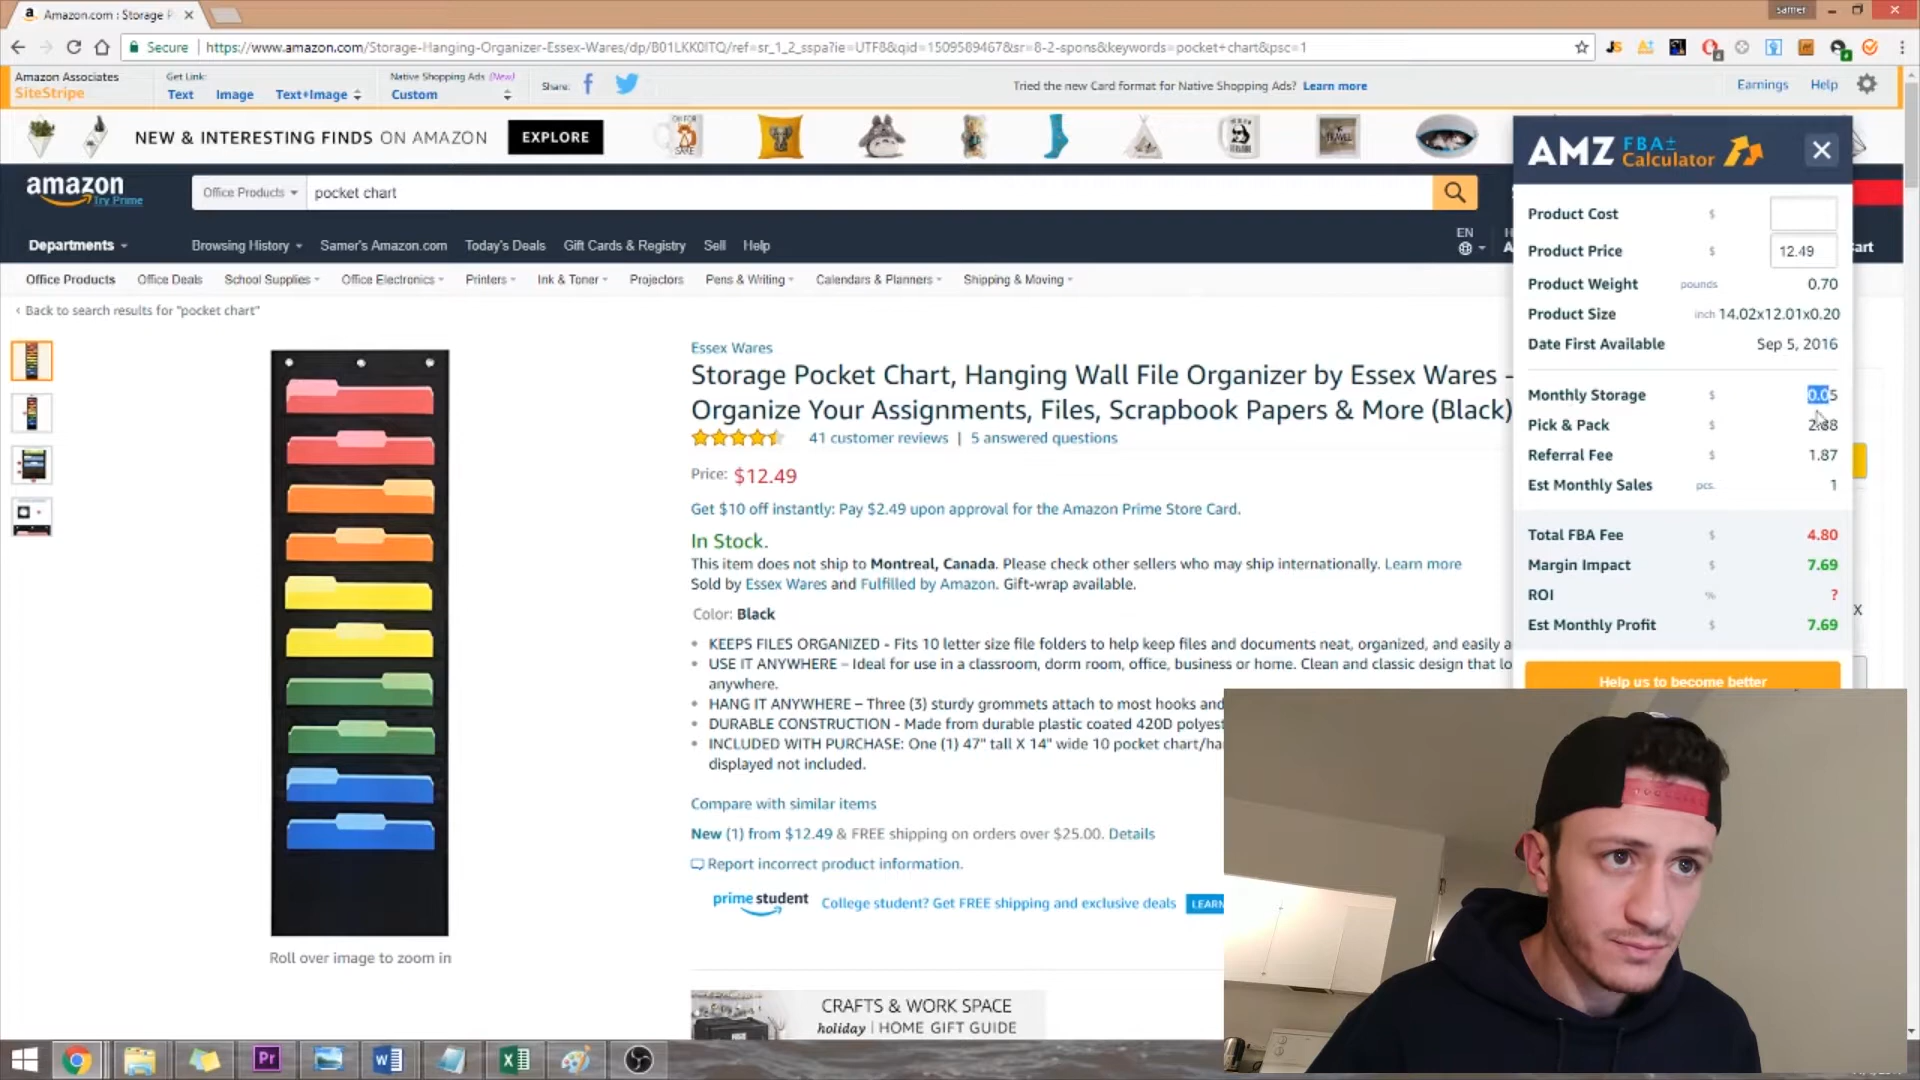 Amazon.com : Storage P
samer
Secure
https://www.amazon.com/Storage-Hanging-Organizer-Essex-Wares/dp/B01LKK0ITQ/ref=sr_1_2_sspa?ie=UTF8&qid=1509589467&sr=8-2-spons&keywords=pocket+chart&psc=1
Amazon Associates
SiteStripe
Get Link:
Text Image Text+Image
Native Shopping Ads (New)
Custom
Share:
Tried the new Card format for Native Shopping Ads? Learn more
Earnings Help
NEW & INTERESTING FINDS ON AMAZON EXPLORE
amazon
Try Prime
Office Products
pocket chart
EN
Departments
Browsing History Samer's Amazon.com Today's Deals Gift Cards & Registry Sell Help
Office Products Office Deals School Supplies Office Electronics Printers Ink & Toner Projectors Pens & Writing Calendars & Planners Shipping & Moving
‹ Back to search results for "pocket chart"
Essex Wares
Storage Pocket Chart, Hanging Wall File Organizer by Essex Wares -
Organize Your Assignments, Files, Scrapbook Papers & More (Black)
41 customer reviews | 5 answered questions
Price: $12.49
Get $10 off instantly: Pay $2.49 upon approval for the Amazon Prime Store Card.
In Stock.
This item does not ship to Montreal, Canada. Please check other sellers who may ship internationally. Learn more
Sold by Essex Wares and Fulfilled by Amazon. Gift-wrap available.
Color: Black
• KEEPS FILES ORGANIZED - Fits 10 letter size file folders to help keep files and documents neat, organized, and easily a
• USE IT ANYWHERE – Ideal for use in a classroom, dorm room, office, business or home. Clean and classic design that lo
anywhere.
• HANG IT ANYWHERE – Three (3) sturdy grommets attach to most hooks and
• DURABLE CONSTRUCTION - Made from durable plastic coated 420D polyest
• INCLUDED WITH PURCHASE: One (1) 47" tall X 14" wide 10 pocket chart/ha
displayed not included.
Compare with similar items
New (1) from $12.49 & FREE shipping on orders over $25.00. Details
Report incorrect product information.
prime student College student? Get FREE shipping and exclusive deals LEARN
Roll over image to zoom in
CRAFTS & WORK SPACE
holiday | HOME GIFT GUIDE
AMZ FBA±
Calculator
Product Cost $
Product Price $ 12.49
Product Weight pounds 0.70
Product Size inch 14.02x12.01x0.20
Date First Available Sep 5, 2016
Monthly Storage $ 0.05
Pick & Pack $ 2.88
Referral Fee $ 1.87
Est Monthly Sales pcs. 1
Total FBA Fee $ 4.80
Margin Impact $ 7.69
ROI % ?
Est Monthly Profit $ 7.69
Help us to become better
art
X